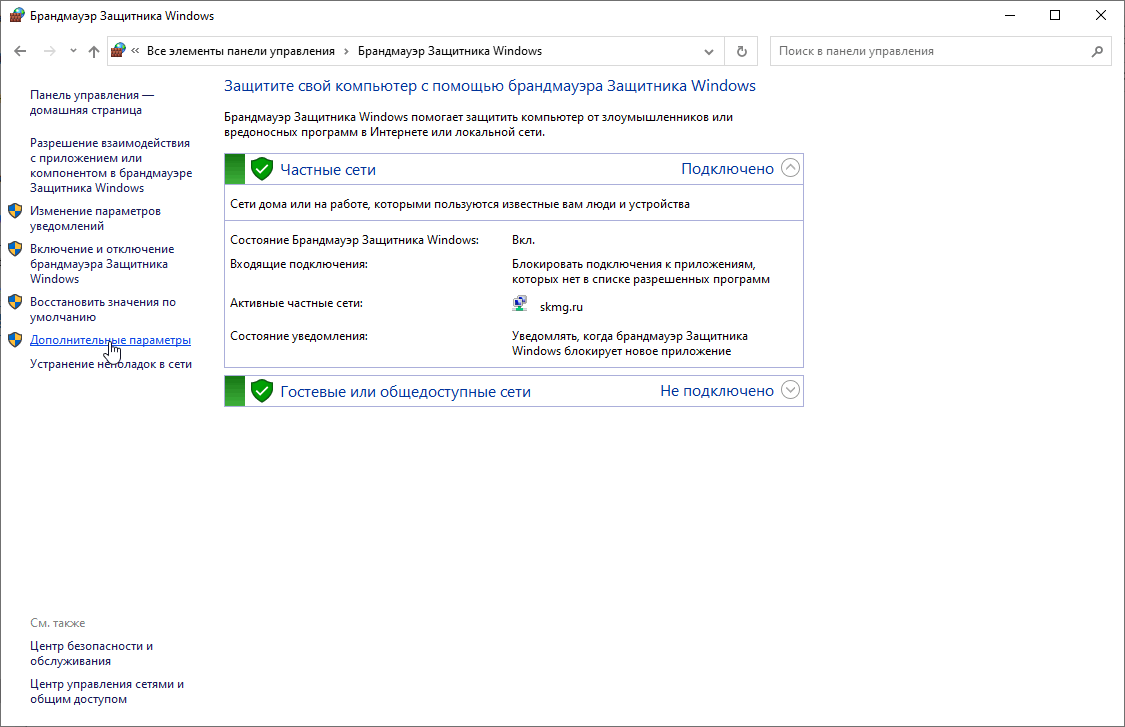 Брандмауэр Защитника Windows
« Все элементы панели управления › Брандмауэр Защитника Windows
Поиск в панели управления
Панель управления —
домашняя страница
Разрешение взаимодействия
с приложением или
компонентом в брандмауэре
Защитника Windows
Изменение параметров
уведомлений
Включение и отключение
брандмауэра Защитника
Windows
Восстановить значения по
умолчанию
Дополнительные параметры
Устранение неполадок в сети
Защитите свой компьютер с помощью брандмауэра Защитника Windows
Брандмауэр Защитника Windows помогает защитить компьютер от злоумышленников или
вредоносных программ в Интернете или локальной сети.
Частные сети Подключено
Сети дома или на работе, которыми пользуются известные вам люди и устройства
Состояние Брандмауэр Защитника Windows: Вкл.
Входящие подключения: Блокировать подключения к приложениям,
которых нет в списке разрешенных программ
Активные частные сети: skmg.ru
Состояние уведомления: Уведомлять, когда брандмауэр Защитника
Windows блокирует новое приложение
Гостевые или общедоступные сети Не подключено
См. также
Центр безопасности и
обслуживания
Центр управления сетями и
общим доступом